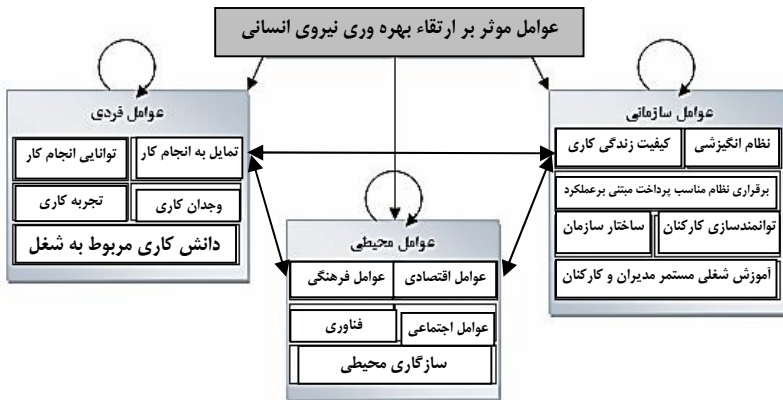 عوامل موثر بر ارتقاء بهره وری نیروی انسانی
عوامل سازمانی
نظام انگیزشی
کیفیت زندگی کاری
برقراری نظام مناسب پرداخت مبتنی برعملکرد
توانمندسازی کارکنان
ساختار سازمان
آموزش شغلی مستمر مدیران و کارکنان
عوامل فردی
تمایل به انجام کار
توانایی انجام کار
وجدان کاری
تجربه کاری
دانش کاری مربوط به شغل
عوامل محیطی
عوامل اقتصادی
عوامل فرهنگی
عوامل اجتماعی
فناوری
سازگاری محیطی